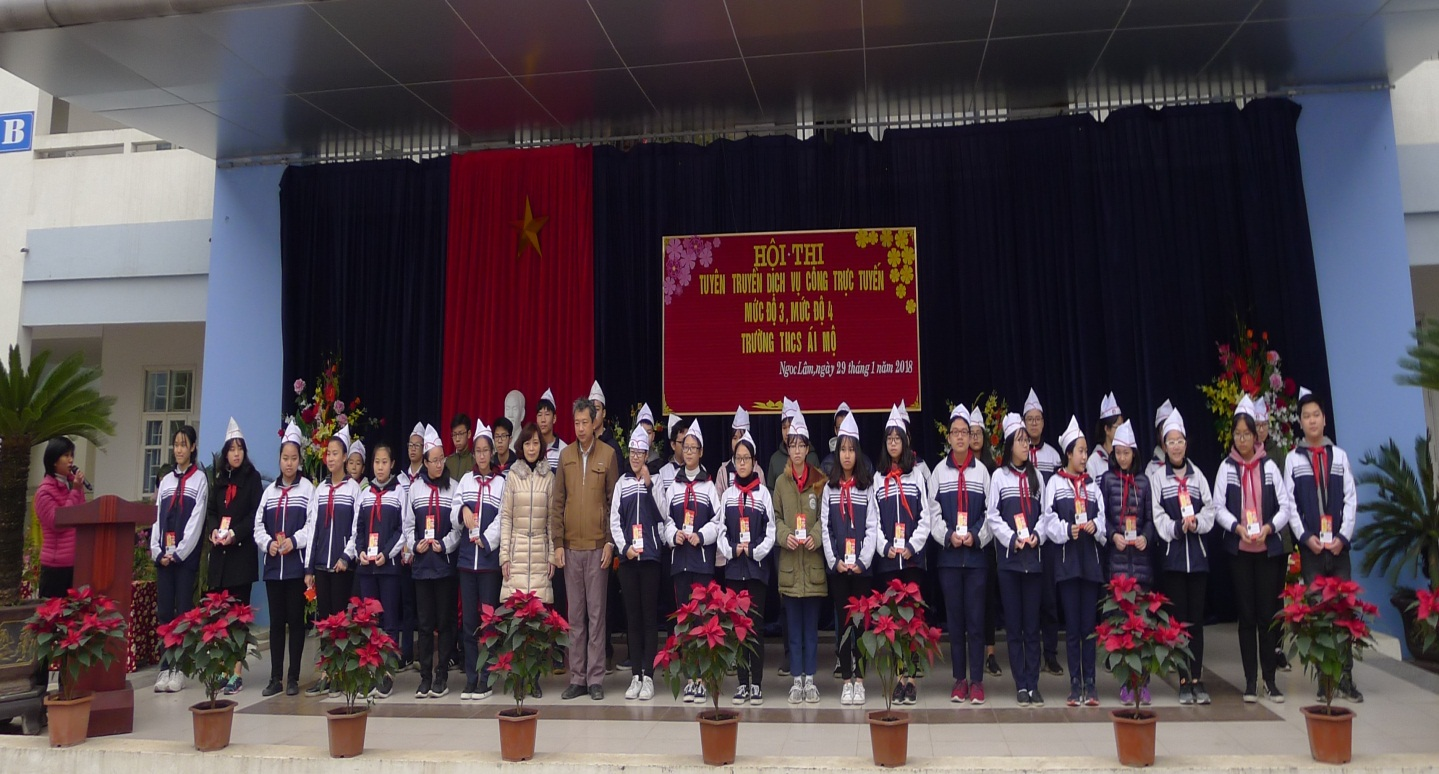 B
HỘI THI
TUYÊN TRUYỀN DỊCH VỤ CÔNG TRỰC TUYẾN
MỨC ĐỘ 3, MỨC ĐỘ 4
TRƯỜNG THCS ÁI MỘ
Ngọc Lâm, ngày 29 tháng 1 năm 2018